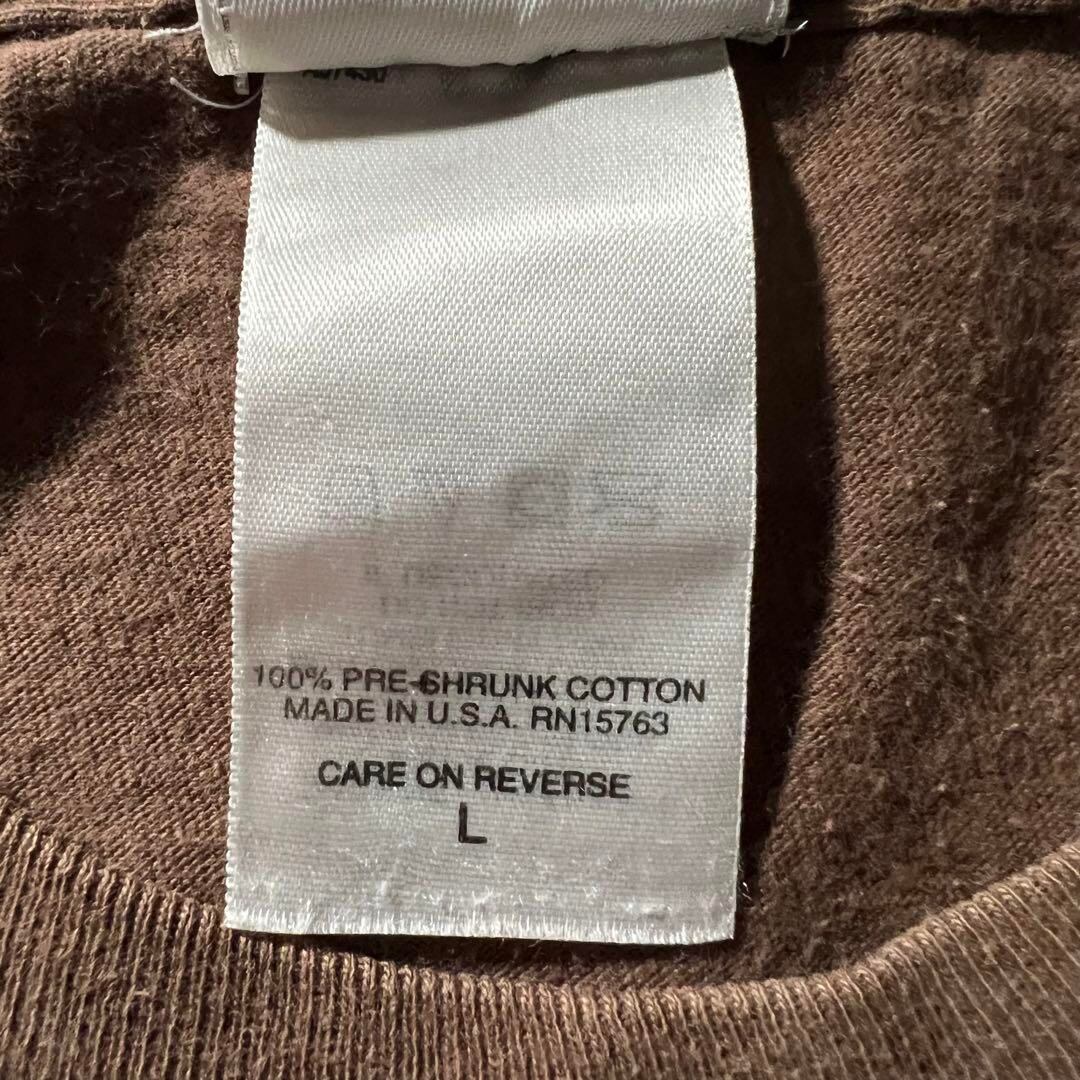 100% PRE-SHRUNK COTTON
MADE IN U.S.A. RN15763
CARE ON REVERSE
L